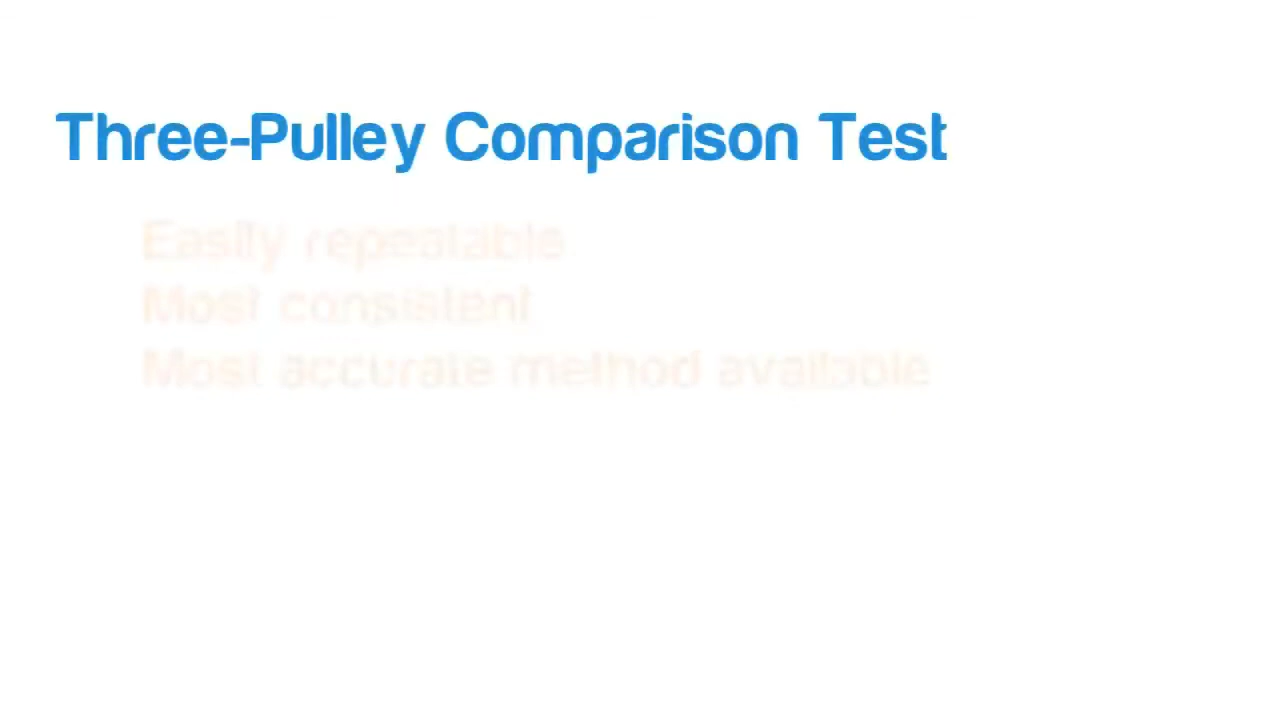 Three-Pulley Comparison Test
Easily repeatable
Most consistent
Most accurate method available